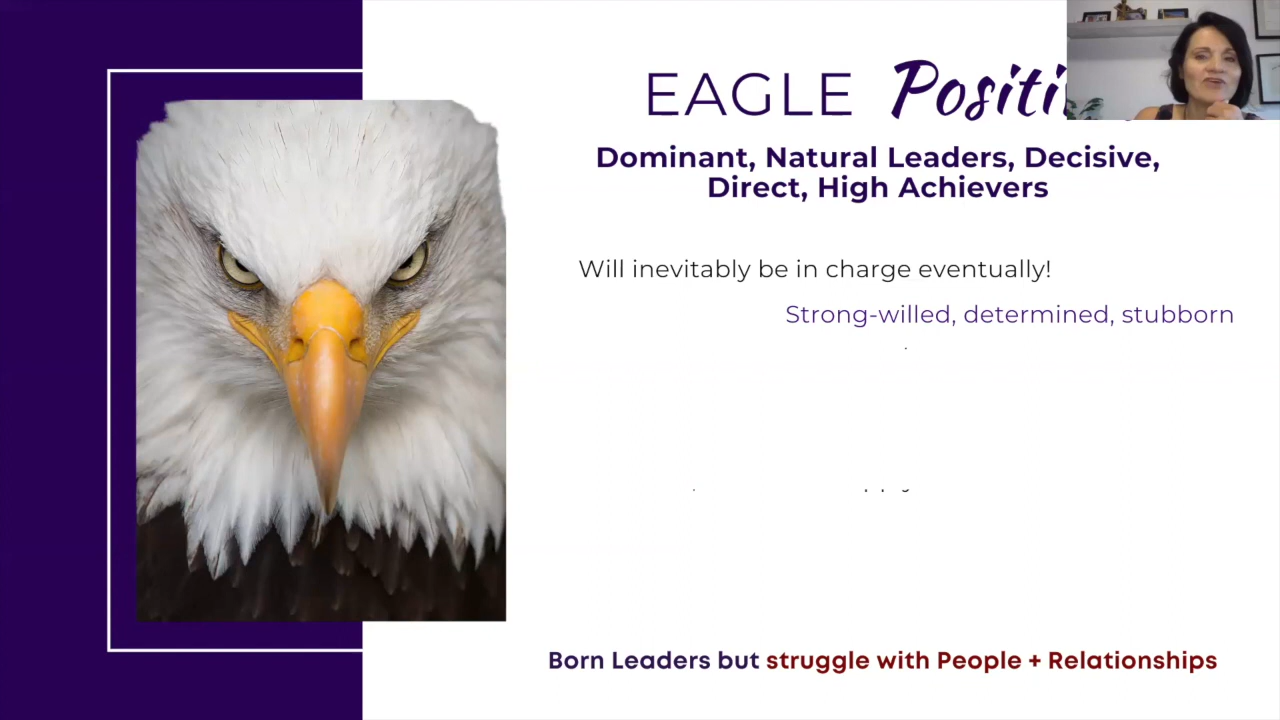 EAGLE Positi
Dominant, Natural Leaders, Decisive,
Direct, High Achievers
Will inevitably be in charge eventually!
Strong-willed, determined, stubborn
Born Leaders but struggle with People + Relationships